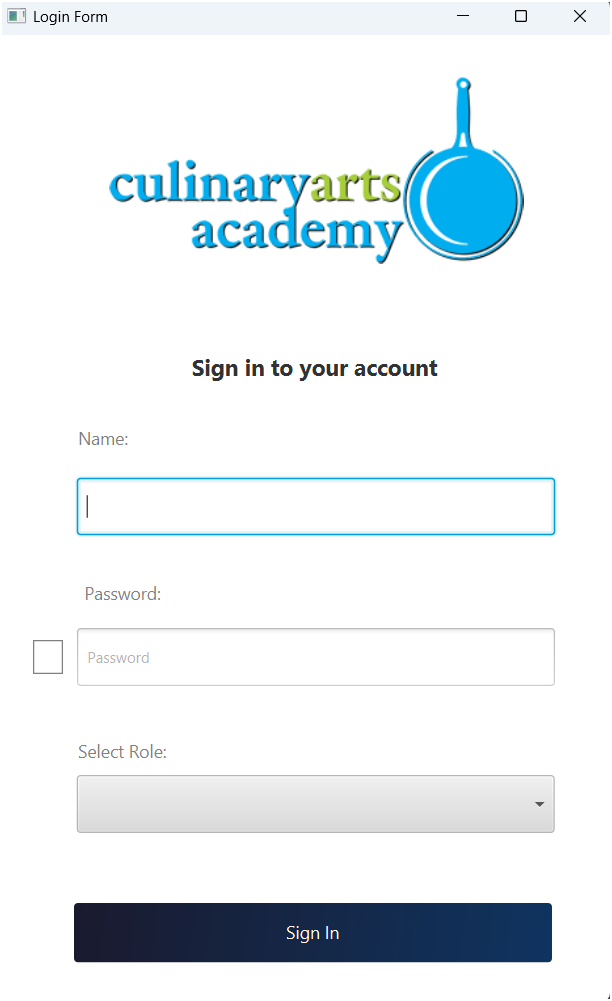 Login Form
culinaryarts
academy
Sign in to your account
Name:
Password:
Password
Select Role:
Sign In